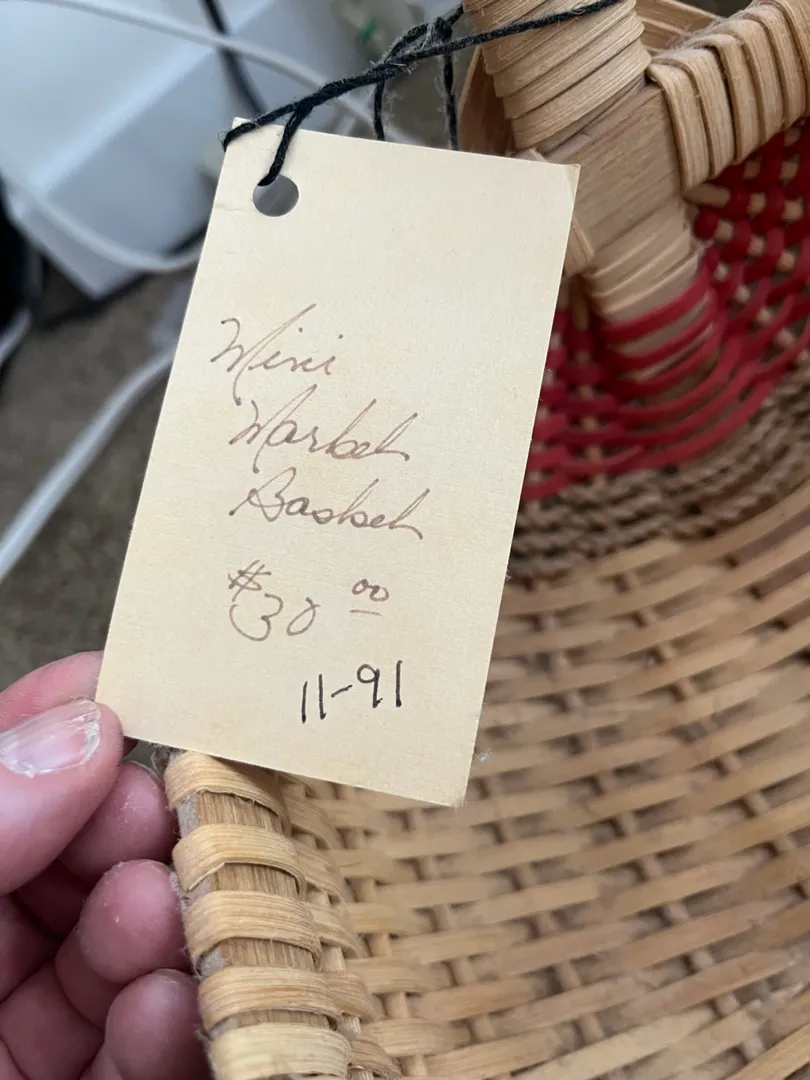 Mini
Market
Basket
$30 00
11-91